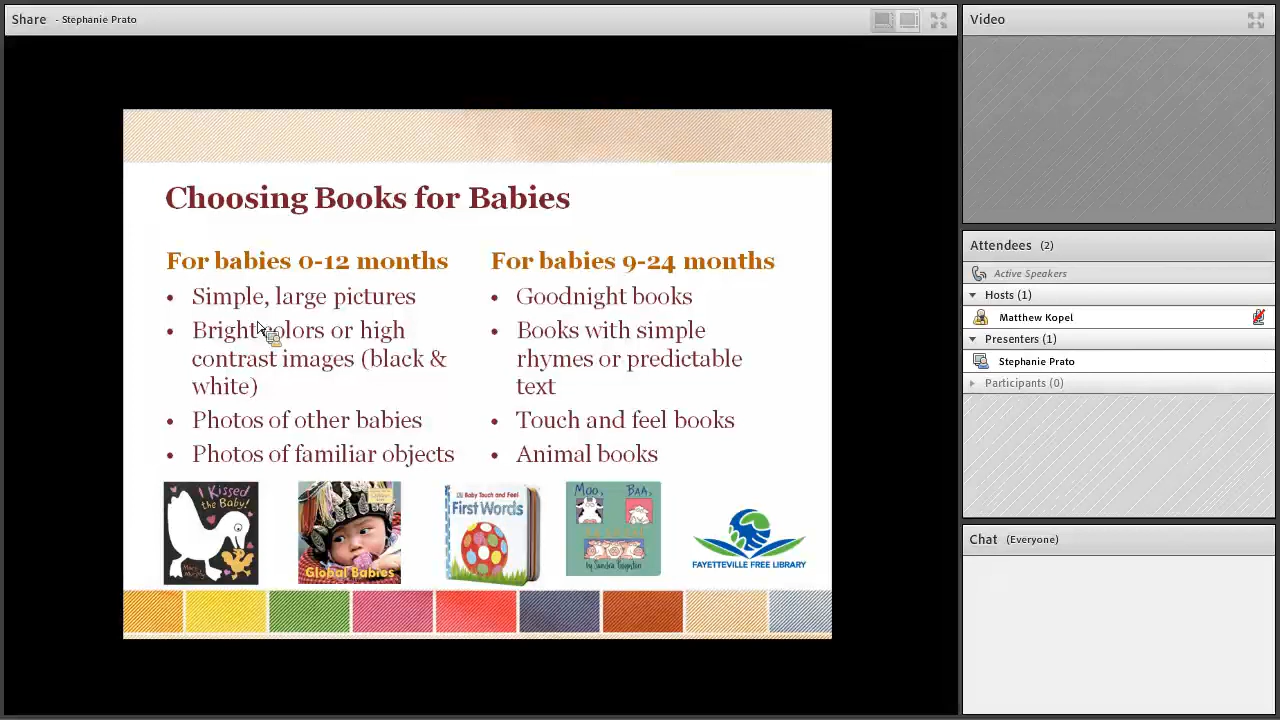 Share - Stephanie Prato
Choosing Books for Babies
For babies 0-12 months
• Simple, large pictures
• Bright colors or high
contrast images (black &
white)
• Photos of other babies
• Photos of familiar objects
For babies 9-24 months
• Goodnight books
• Books with simple
rhymes or predictable
text
• Touch and feel books
• Animal books
I Kissed
the Baby!
Mary Murphy
Global Babies
Baby Touch and Feel
First Words
MOO, BAA,
by Sandra Boynton
FAYETTEVILLE FREE LIBRARY
Video
Attendees (2)
Active Speakers
Hosts (1)
Matthew Kopel
Presenters (1)
Stephanie Prato
Participants (0)
Chat (Everyone)